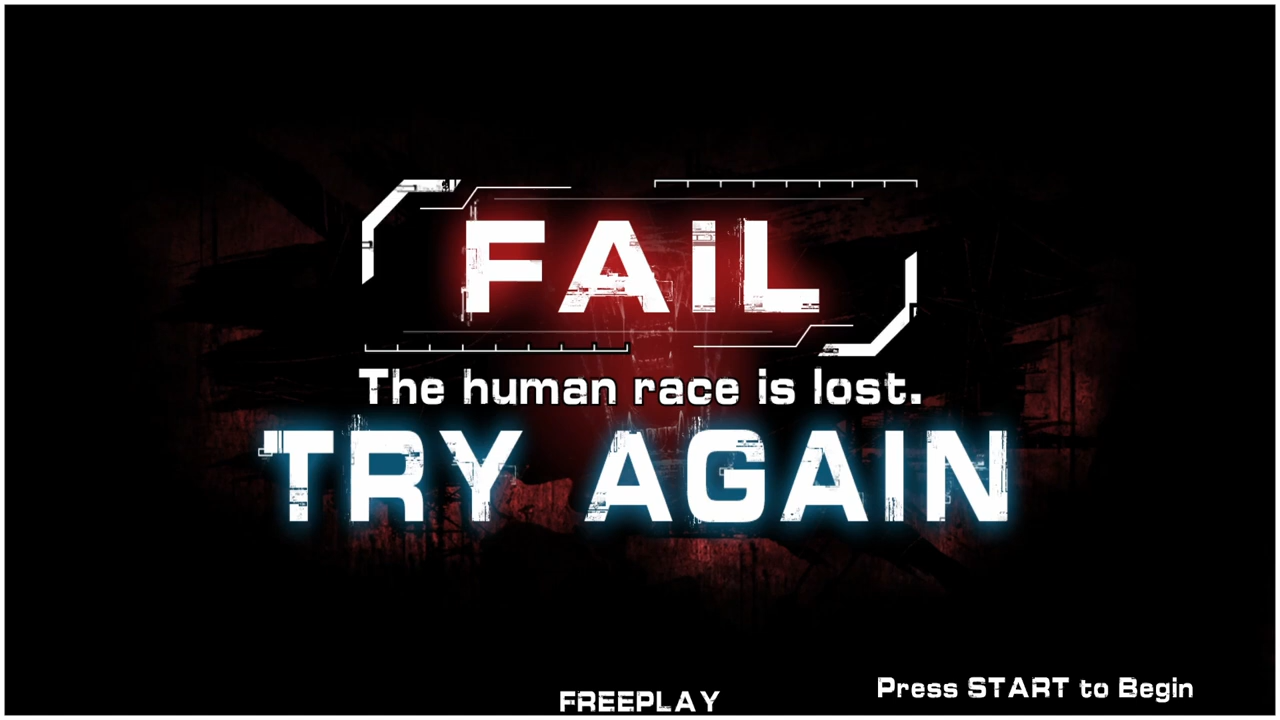 FAIL
The human race is lost.
TRY AGAIN
Press START to Begin
FREEPLAY